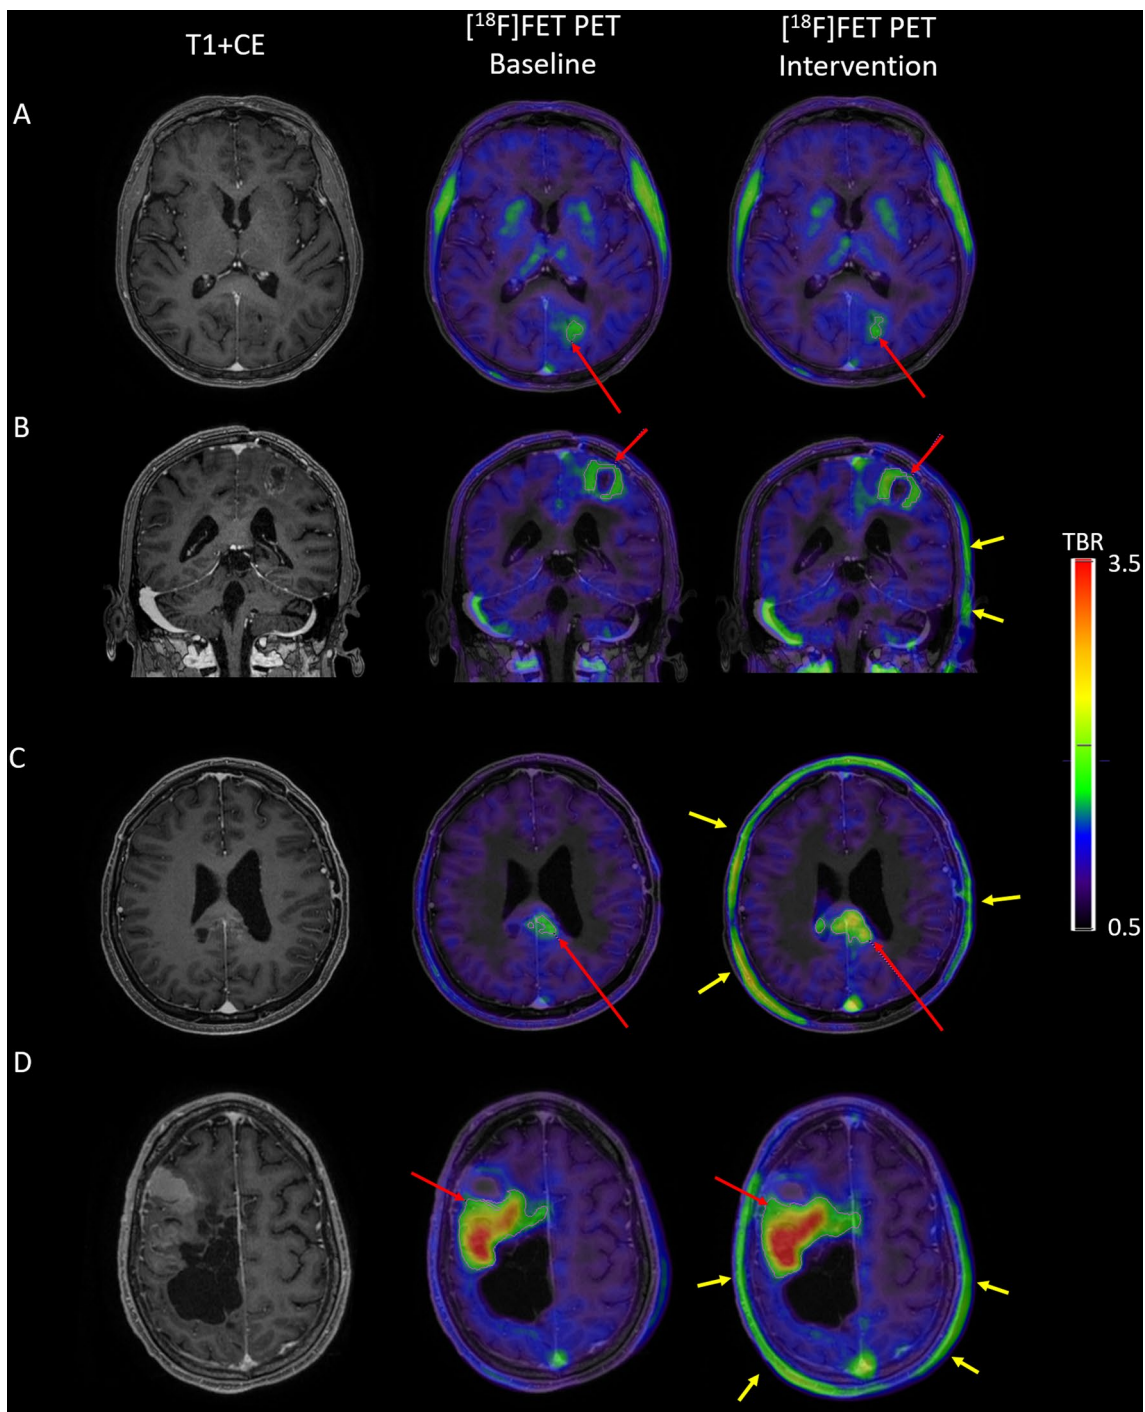 T1+CE
[¹⁸F]FET PET
Baseline
[¹⁸F]FET PET
Intervention
A
B
TBR
3.5
0.5
C
D